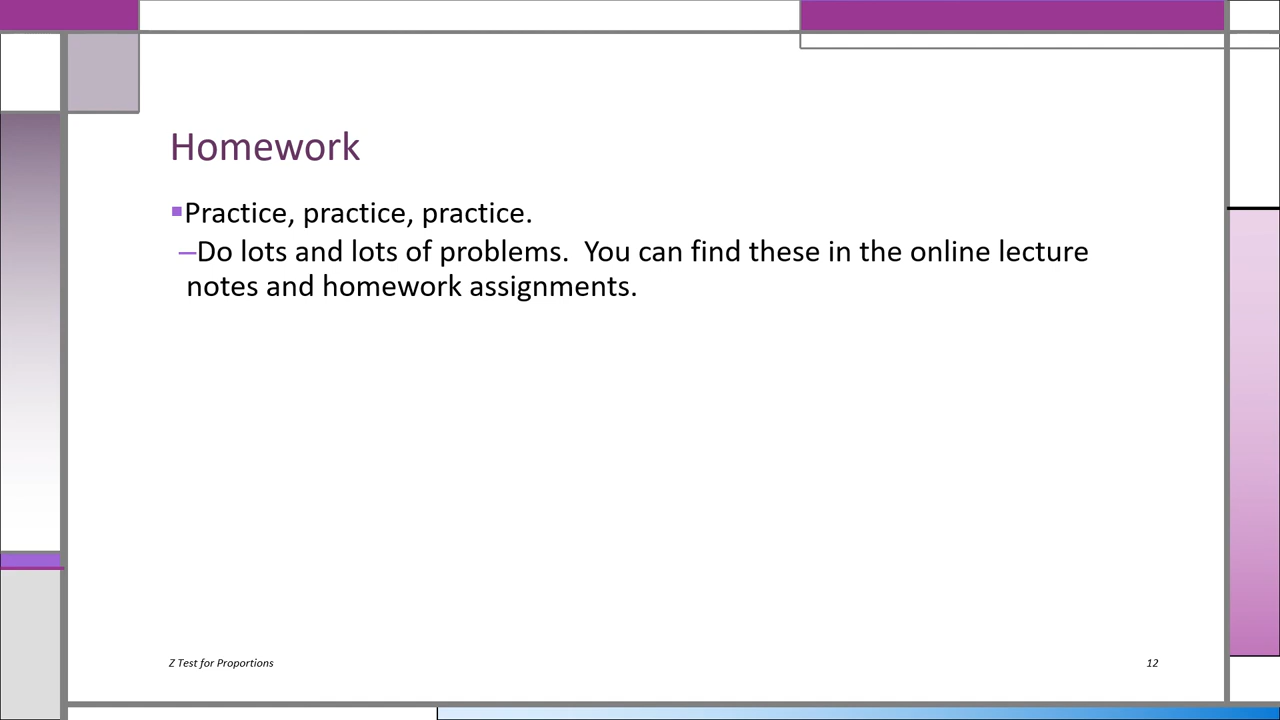 Homework
▪Practice, practice, practice.
–Do lots and lots of problems.  You can find these in the online lecture
notes and homework assignments.
Z Test for Proportions
12